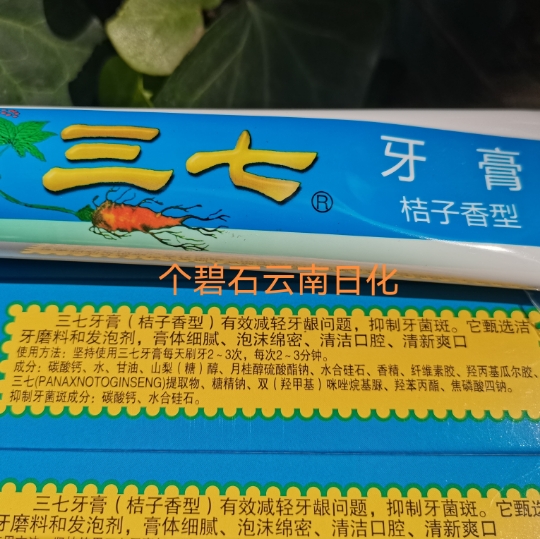 三七®
牙膏
桔子香型
个碧石云南日化
三七牙膏（桔子香型）有效减轻牙龈问题，抑制牙菌斑。它甄选洁
牙磨料和发泡剂，膏体细腻、泡沫绵密、清洁口腔、清新爽口
使用方法：坚持使用三七牙膏每天刷牙2~3次，每次2~3分钟。
成分：碳酸钙、水、甘油、山梨（糖）醇、月桂醇硫酸酯钠、水合硅石、香精、纤维素胶、羟丙基瓜尔胶、
三七(PANAXNOTOGINSENG)提取物、糖精钠、双（羟甲基）咪唑烷基脲、羟苯丙酯、焦磷酸四钠。
抑制牙菌斑成分：碳酸钙、水合硅石。
三七牙膏（桔子香型）有效减轻牙龈问题，抑制牙菌斑。它甄选
牙磨料和发泡剂，膏体细腻、泡沫绵密、清洁口腔、清新爽口